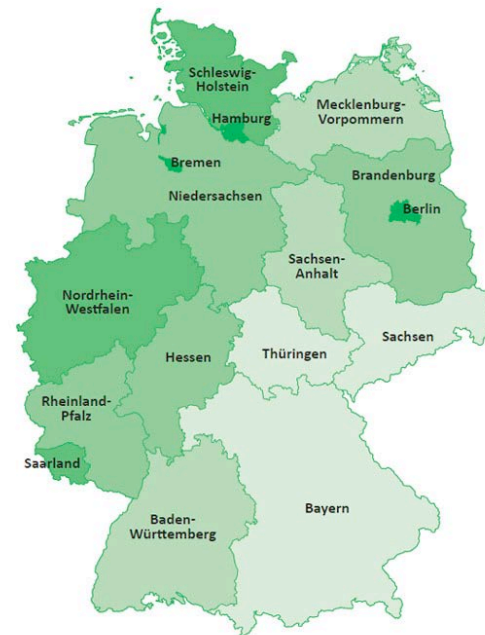 Schleswig-
Holstein
Mecklenburg-
Vorpommern
Hamburg
Bremen
Brandenburg
Niedersachsen
Berlin
Sachsen-
Anhalt
Nordrhein-
Westfalen
Hessen
Thüringen
Sachsen
Rheinland-
Pfalz
Saarland
Bayern
Baden-
Württemberg